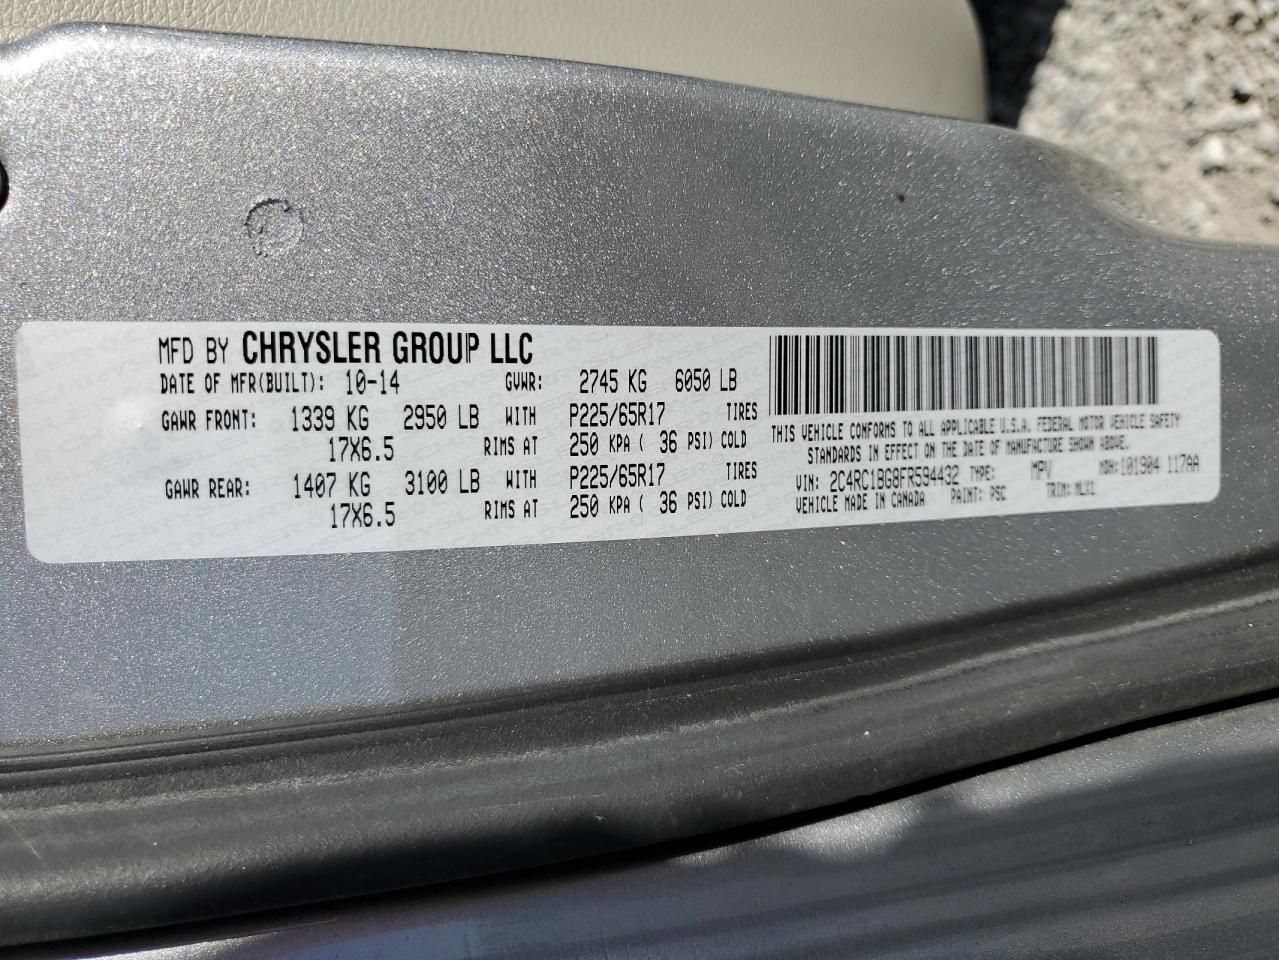 MFD BY CHRYSLER GROUP LLC
DATE OF MFR(BUILT): 10-14 GVWR: 2745 KG 6050 LB
GAWR FRONT: 1339 KG 2950 LB WITH P225/65R17 TIRES
17X6.5 RIMS AT 250 KPA ( 36 PSI) COLD
GAWR REAR: 1407 KG 3100 LB WITH P225/65R17 TIRES
17X6.5 RIMS AT 250 KPA ( 36 PSI) COLD
THIS VEHICLE CONFORMS TO ALL APPLICABLE U.S.A. FEDERAL MOTOR VEHICLE SAFETY
STANDARDS IN EFFECT ON THE DATE OF MANUFACTURE SHOWN ABOVE.
VIN: 2C4RC1BG8FR594432 TYPE: MPV MDH: 101904 117AA
VEHICLE MADE IN CANADA PAINT: PSC TRIM: